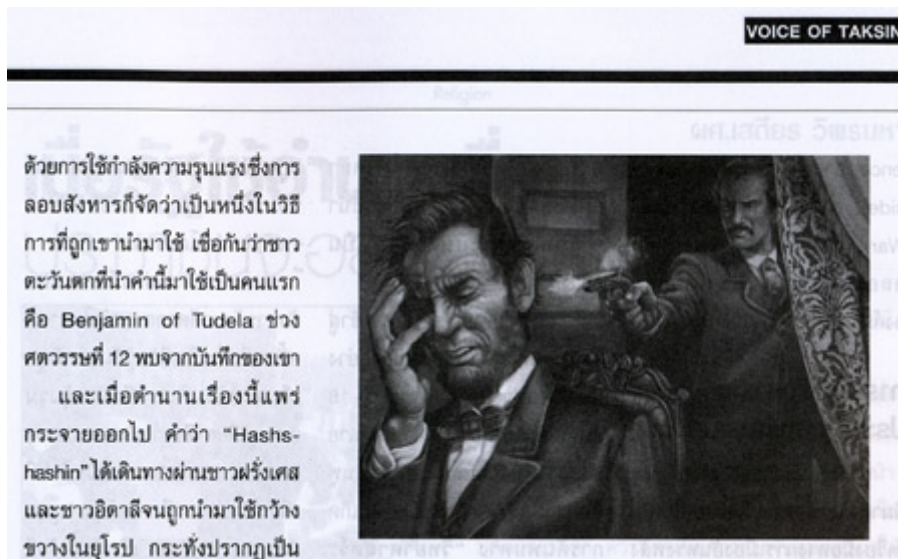 VOICE OF TAKSIN
Religion
ด้วยการใช้กำลังความรุนแรง ซึ่งการ
ลอบสังหารก็จัดว่าเป็นหนึ่งในวิธี
การที่ถูกเขานำมาใช้ เชื่อกันว่าชาว
ตะวันตกที่นำคำนี้มาใช้เป็นคนแรก
คือ Benjamin of Tudela ช่วง
ศตวรรษที่ 12 พบจากบันทึกของเขา
และเมื่อตำนานเรื่องนี้แพร่
กระจายออกไป คำว่า “Hashs-
hashin” ได้เดินทางผ่านชาวฝรั่งเศส
และชาวอิตาลีจนถูกนำมาใช้กว้าง
ขวางในยุโรป กระทั่งปรากฏเป็น